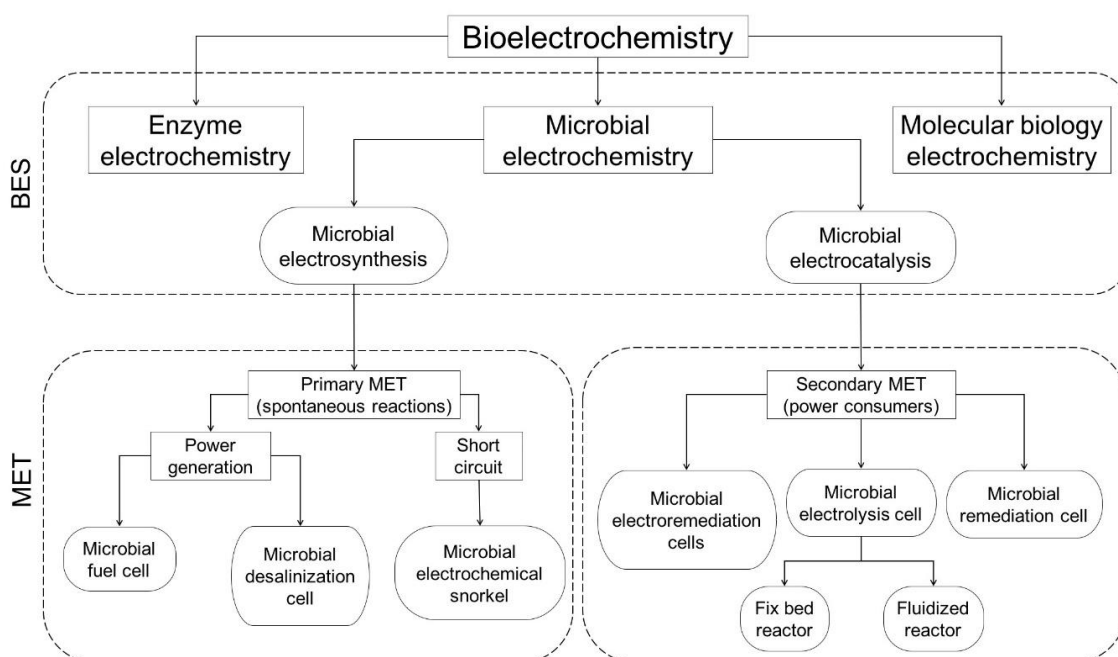 Bioelectrochemistry
BES
Enzyme
electrochemistry
Microbial
electrochemistry
Molecular biology
electrochemistry
Microbial
electrosynthesis
Microbial
electrocatalysis
MET
Primary MET
(spontaneous reactions)
Power
generation
Short
circuit
Microbial
fuel cell
Microbial
desalinization
cell
Microbial
electrochemical
snorkel
Secondary MET
(power consumers)
Microbial
electroremediation
cells
Microbial
electrolysis cell
Microbial
remediation cell
Fix bed
reactor
Fluidized
reactor